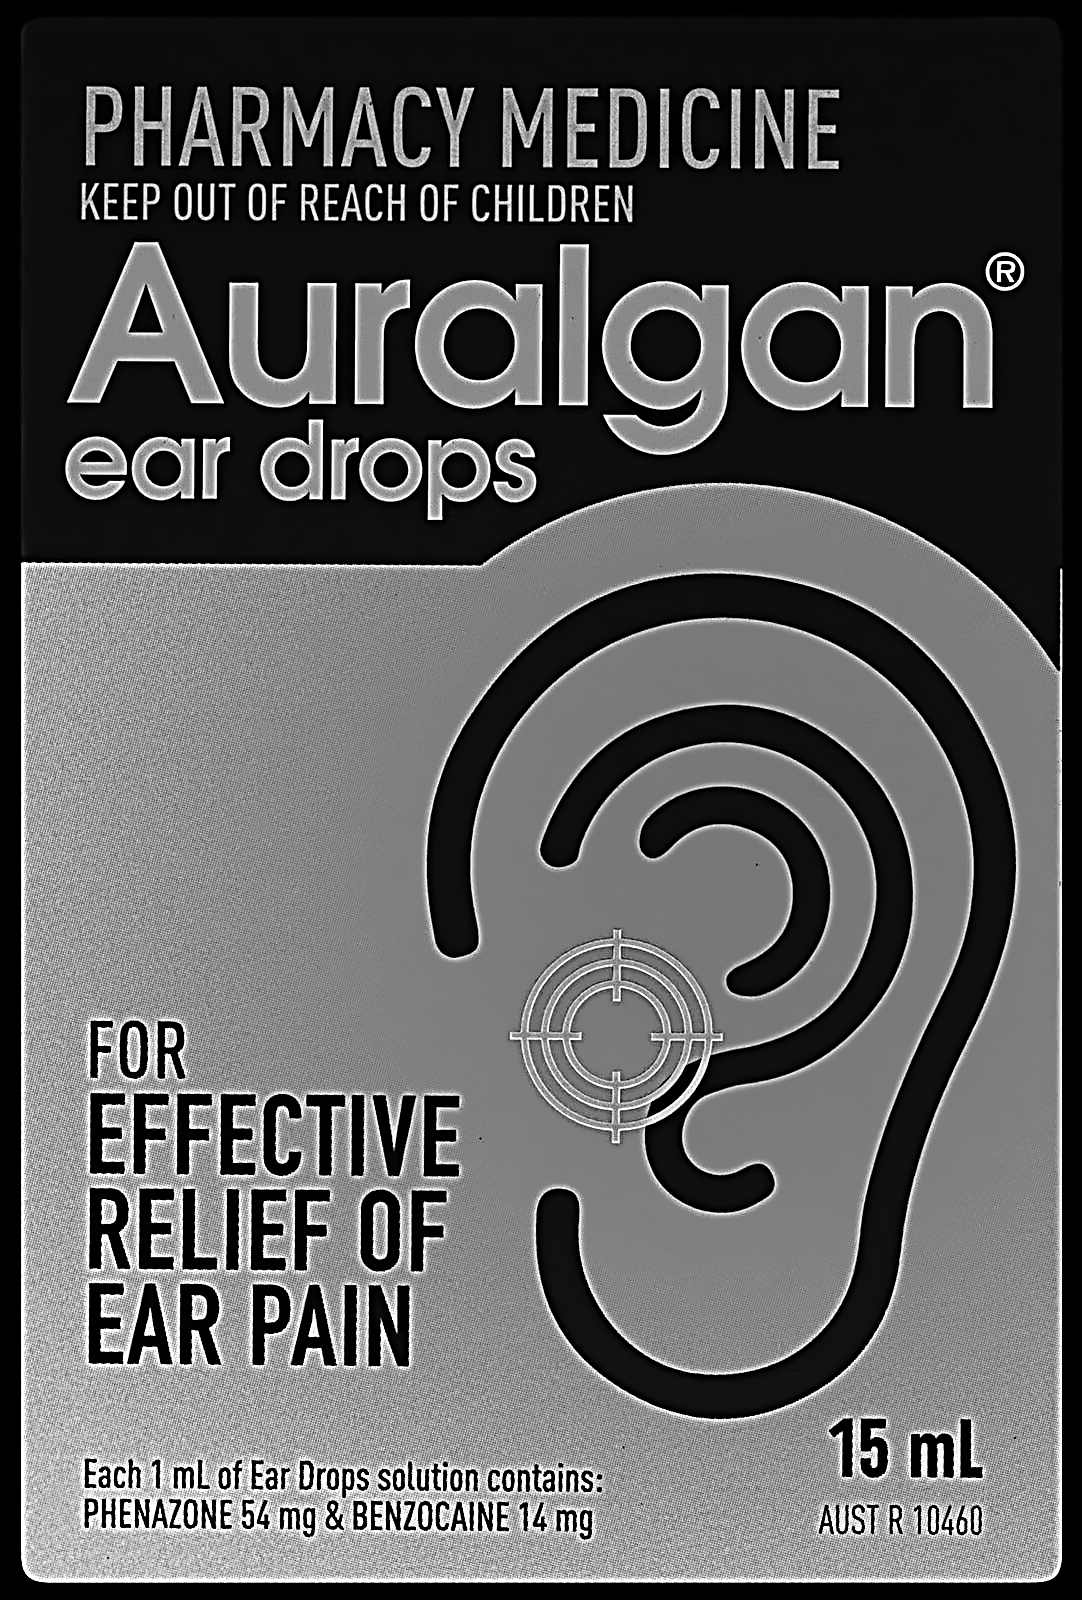 PHARMACY MEDICINE
KEEP OUT OF REACH OF CHILDREN
Auralgan®
ear drops
FOR
EFFECTIVE
RELIEF OF
EAR PAIN
15 mL
Each 1 mL of Ear Drops solution contains:
PHENAZONE 54 mg & BENZOCAINE 14 mg
AUST R 10460